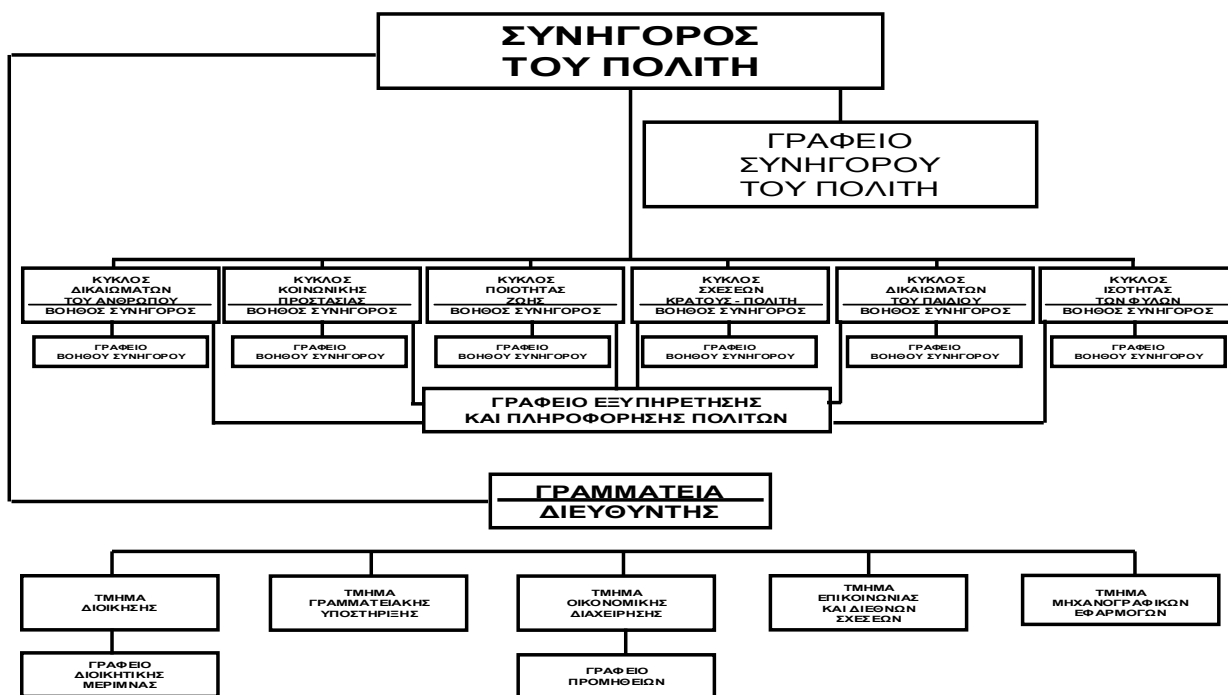 ΣΥΝΗΓΟΡΟΣ
ΤΟΥ ΠΟΛΙΤΗ
ΓΡΑΦΕΙΟ
ΣΥΝΗΓΟΡΟΥ
ΤΟΥ ΠΟΛΙΤΗ
ΚΥΚΛΟΣ
ΔΙΚΑΙΩΜΑΤΩΝ
ΤΟΥ ΑΝΘΡΩΠΟΥ
ΒΟΗΘΟΣ ΣΥΝΗΓΟΡΟΣ
ΚΥΚΛΟΣ
ΚΟΙΝΩΝΙΚΗΣ
ΠΡΟΣΤΑΣΙΑΣ
ΒΟΗΘΟΣ ΣΥΝΗΓΟΡΟΣ
ΚΥΚΛΟΣ
ΠΟΙΟΤΗΤΑΣ
ΖΩΗΣ
ΒΟΗΘΟΣ ΣΥΝΗΓΟΡΟΣ
ΚΥΚΛΟΣ
ΣΧΕΣΕΩΝ
ΚΡΑΤΟΥΣ - ΠΟΛΙΤΗ
ΒΟΗΘΟΣ ΣΥΝΗΓΟΡΟΣ
ΚΥΚΛΟΣ
ΔΙΚΑΙΩΜΑΤΩΝ
ΤΟΥ ΠΑΙΔΙΟΥ
ΒΟΗΘΟΣ ΣΥΝΗΓΟΡΟΣ
ΚΥΚΛΟΣ
ΙΣΟΤΗΤΑΣ
ΤΩΝ ΦΥΛΩΝ
ΒΟΗΘΟΣ ΣΥΝΗΓΟΡΟΣ
ΓΡΑΦΕΙΟ
ΒΟΗΘΟΥ ΣΥΝΗΓΟΡΟΥ
ΓΡΑΦΕΙΟ
ΒΟΗΘΟΥ ΣΥΝΗΓΟΡΟΥ
ΓΡΑΦΕΙΟ
ΒΟΗΘΟΥ ΣΥΝΗΓΟΡΟΥ
ΓΡΑΦΕΙΟ
ΒΟΗΘΟΥ ΣΥΝΗΓΟΡΟΥ
ΓΡΑΦΕΙΟ
ΒΟΗΘΟΥ ΣΥΝΗΓΟΡΟΥ
ΓΡΑΦΕΙΟ
ΒΟΗΘΟΥ ΣΥΝΗΓΟΡΟΥ
ΓΡΑΦΕΙΟ ΕΞΥΠΗΡΕΤΗΣΗΣ
ΚΑΙ ΠΛΗΡΟΦΟΡΗΣΗΣ ΠΟΛΙΤΩΝ
ΓΡΑΜΜΑΤΕΙΑ
ΔΙΕΥΘΥΝΤΗΣ
ΤΜΗΜΑ
ΔΙΟΙΚΗΣΗΣ
ΤΜΗΜΑ
ΓΡΑΜΜΑΤΕΙΑΚΗΣ
ΥΠΟΣΤΗΡΙΞΗΣ
ΤΜΗΜΑ
ΟΙΚΟΝΟΜΙΚΗΣ
ΔΙΑΧΕΙΡΗΣΗΣ
ΤΜΗΜΑ
ΕΠΙΚΟΙΝΩΝΙΑΣ
ΚΑΙ ΔΙΕΘΝΩΝ
ΣΧΕΣΕΩΝ
ΤΜΗΜΑ
ΜΗΧΑΝΟΓΡΑΦΙΚΩΝ
ΕΦΑΡΜΟΓΩΝ
ΓΡΑΦΕΙΟ
ΔΙΟΙΚΗΤΙΚΗΣ
ΜΕΡΙΜΝΑΣ
ΓΡΑΦΕΙΟ
ΠΡΟΜΗΘΕΙΩΝ